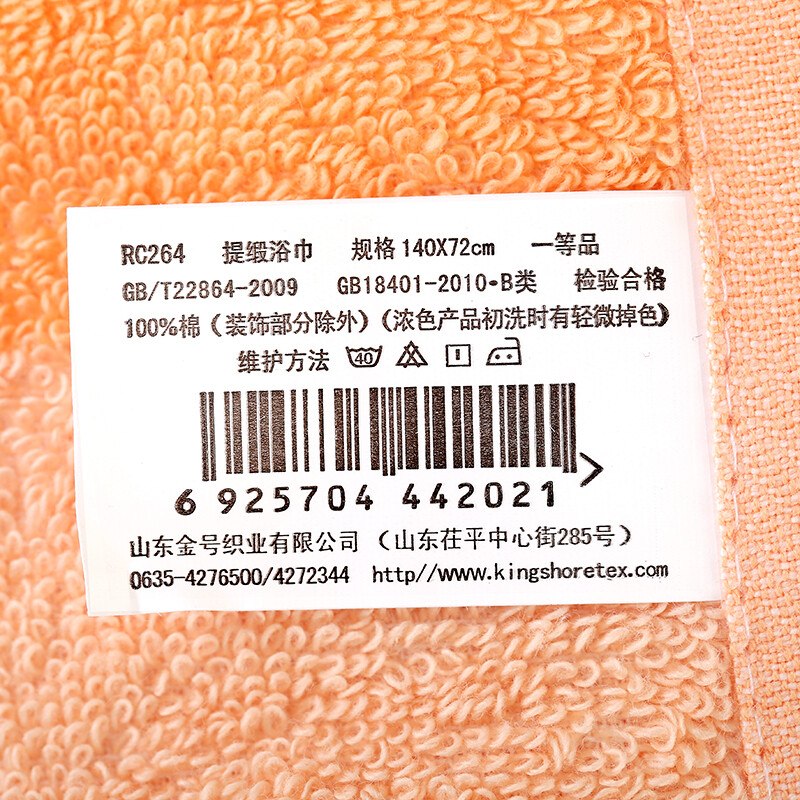 RC264 提缎浴巾 规格 140X72cm 一等品
GB/T22864-2009 GB18401-2010•B类 检验合格
100%棉（装饰部分除外）（浓色产品初洗时有轻微掉色）
维护方法 40
6 925704 442021 >
山东金号织业有限公司 （山东茌平中心街285号）
0635-4276500/4272344 http//www.kingshoretex.com